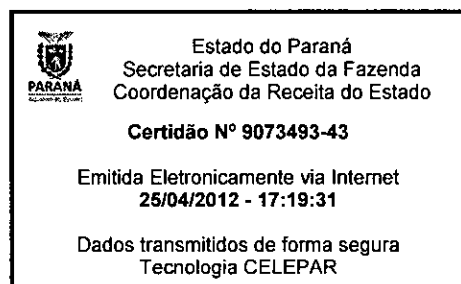 PARANÁ
Estado do Paraná
Secretaria de Estado da Fazenda
Coordenação da Receita do Estado
Certidão Nº 9073493-43
Emitida Eletronicamente via Internet
25/04/2012 - 17:19:31
Dados transmitidos de forma segura
Tecnologia CELEPAR